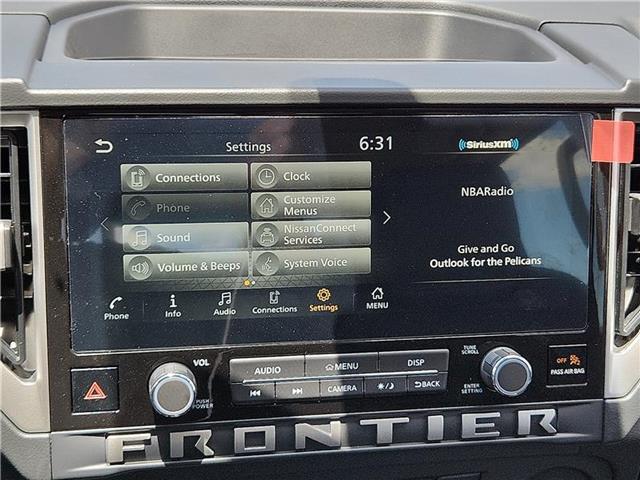 Settings
6:31
SiriusXM
Connections
Clock
Phone
Customize
Menus
Sound
NissanConnect
Services
Volume & Beeps
System Voice
NBARadio
Give and Go
Outlook for the Pelicans
Phone
Info
Audio
Connections
Settings
MENU
VOL
PUSH
POWER
AUDIO
MENU
DISP
CAMERA
BACK
TUNE
SCROLL
ENTER
SETTING
OFF
PASS AIR BAG
FRONTIER